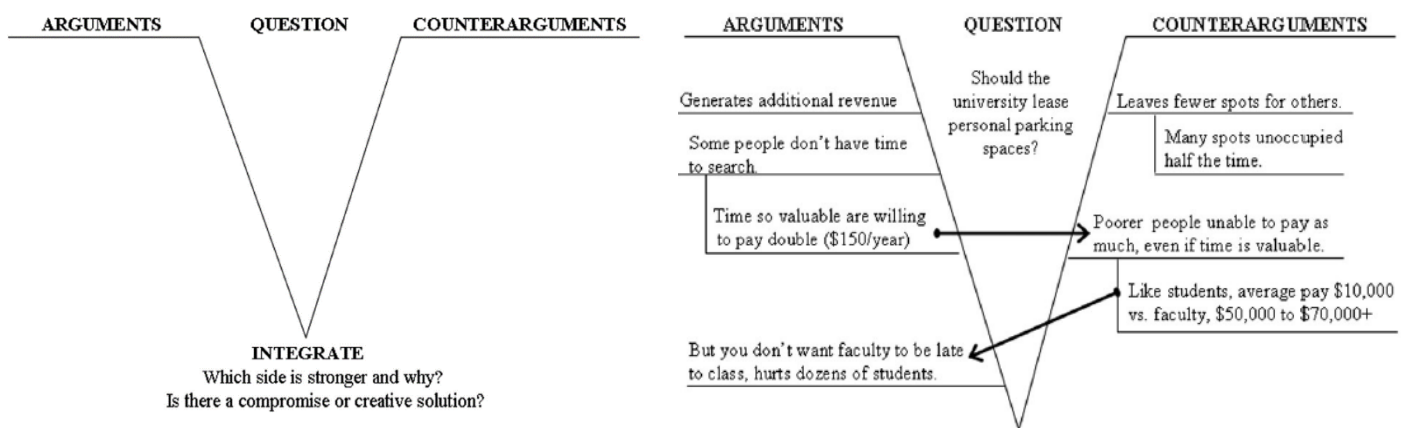 ARGUMENTS
QUESTION
COUNTERARGUMENTS
INTEGRATE
Which side is stronger and why?
Is there a compromise or creative solution?
ARGUMENTS
QUESTION
COUNTERARGUMENTS
Should the
university lease
personal parking
spaces?
Generates additional revenue
Some people don't have time
to search.
Time so valuable are willing
to pay double ($150/year)
But you don't want faculty to be late
to class, hurts dozens of students.
Leaves fewer spots for others.
Many spots unoccupied
half the time.
Poorer people unable to pay as
much, even if time is valuable.
Like students, average pay $10,000
vs. faculty, $50,000 to $70,000+